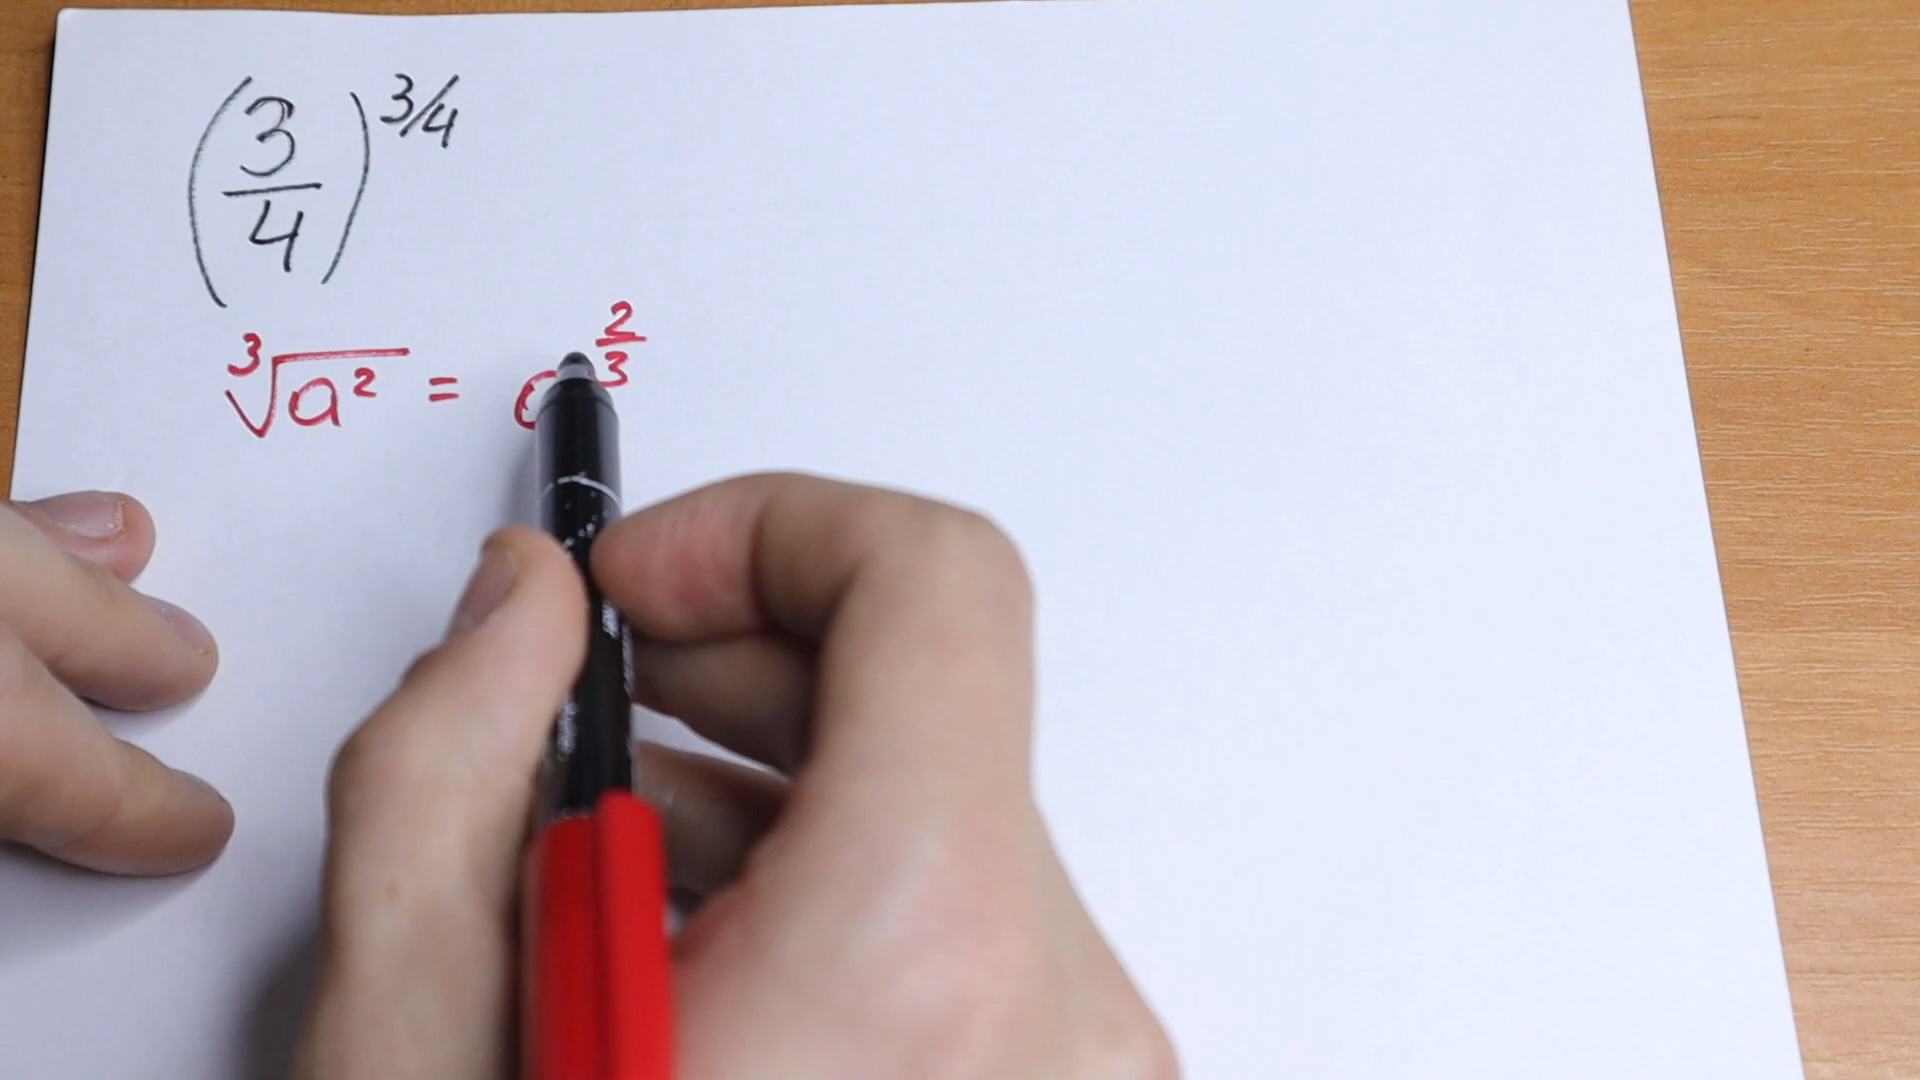 (3/4)^3/4
∛a² = a^2/3